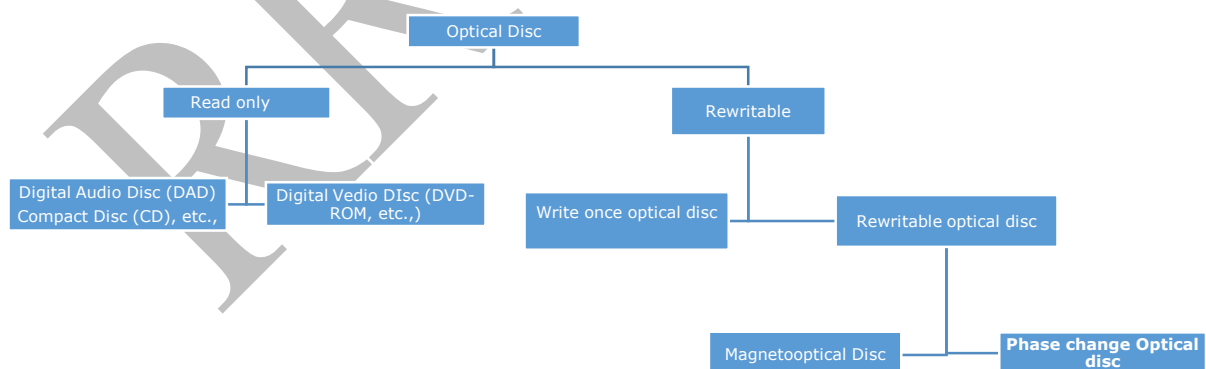 Optical Disc
Read only
Rewritable
Digital Audio Disc (DAD)
Compact Disc (CD), etc.,
Digital Vedio DIsc (DVD-
ROM, etc.,)
Write once optical disc
Rewritable optical disc
Magnetooptical Disc
Phase change Optical
disc